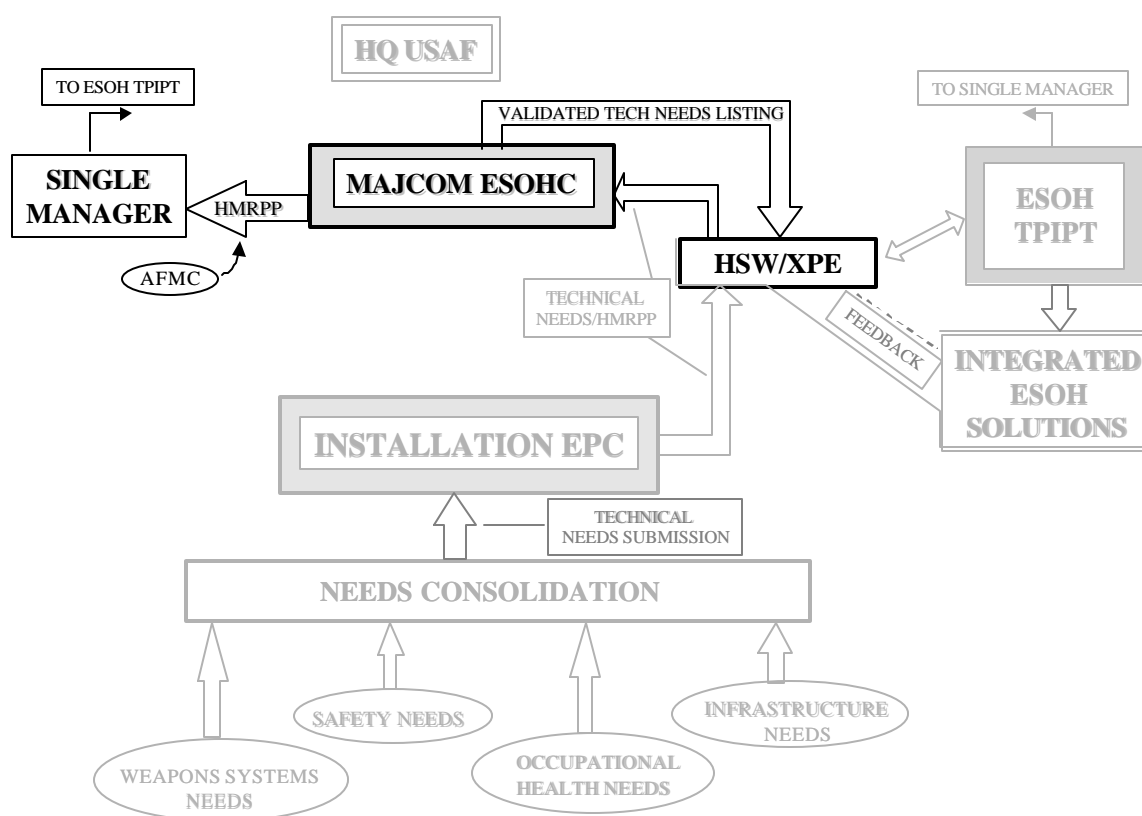 HQ USAF
TO ESOH TPIPT
TO SINGLE MANAGER
VALIDATED TECH NEEDS LISTING
SINGLE
MANAGER
HMRPP
MAJCOM ESOHC
ESOH
TPIPT
AFMC
HSW/XPE
TECHNICAL
NEEDS/HMRPP
FEEDBACK
INTEGRATED
ESOH
SOLUTIONS
INSTALLATION EPC
TECHNICAL
NEEDS SUBMISSION
NEEDS CONSOLIDATION
SAFETY NEEDS
INFRASTRUCTURE
NEEDS
WEAPONS SYSTEMS
NEEDS
OCCUPATIONAL
HEALTH NEEDS